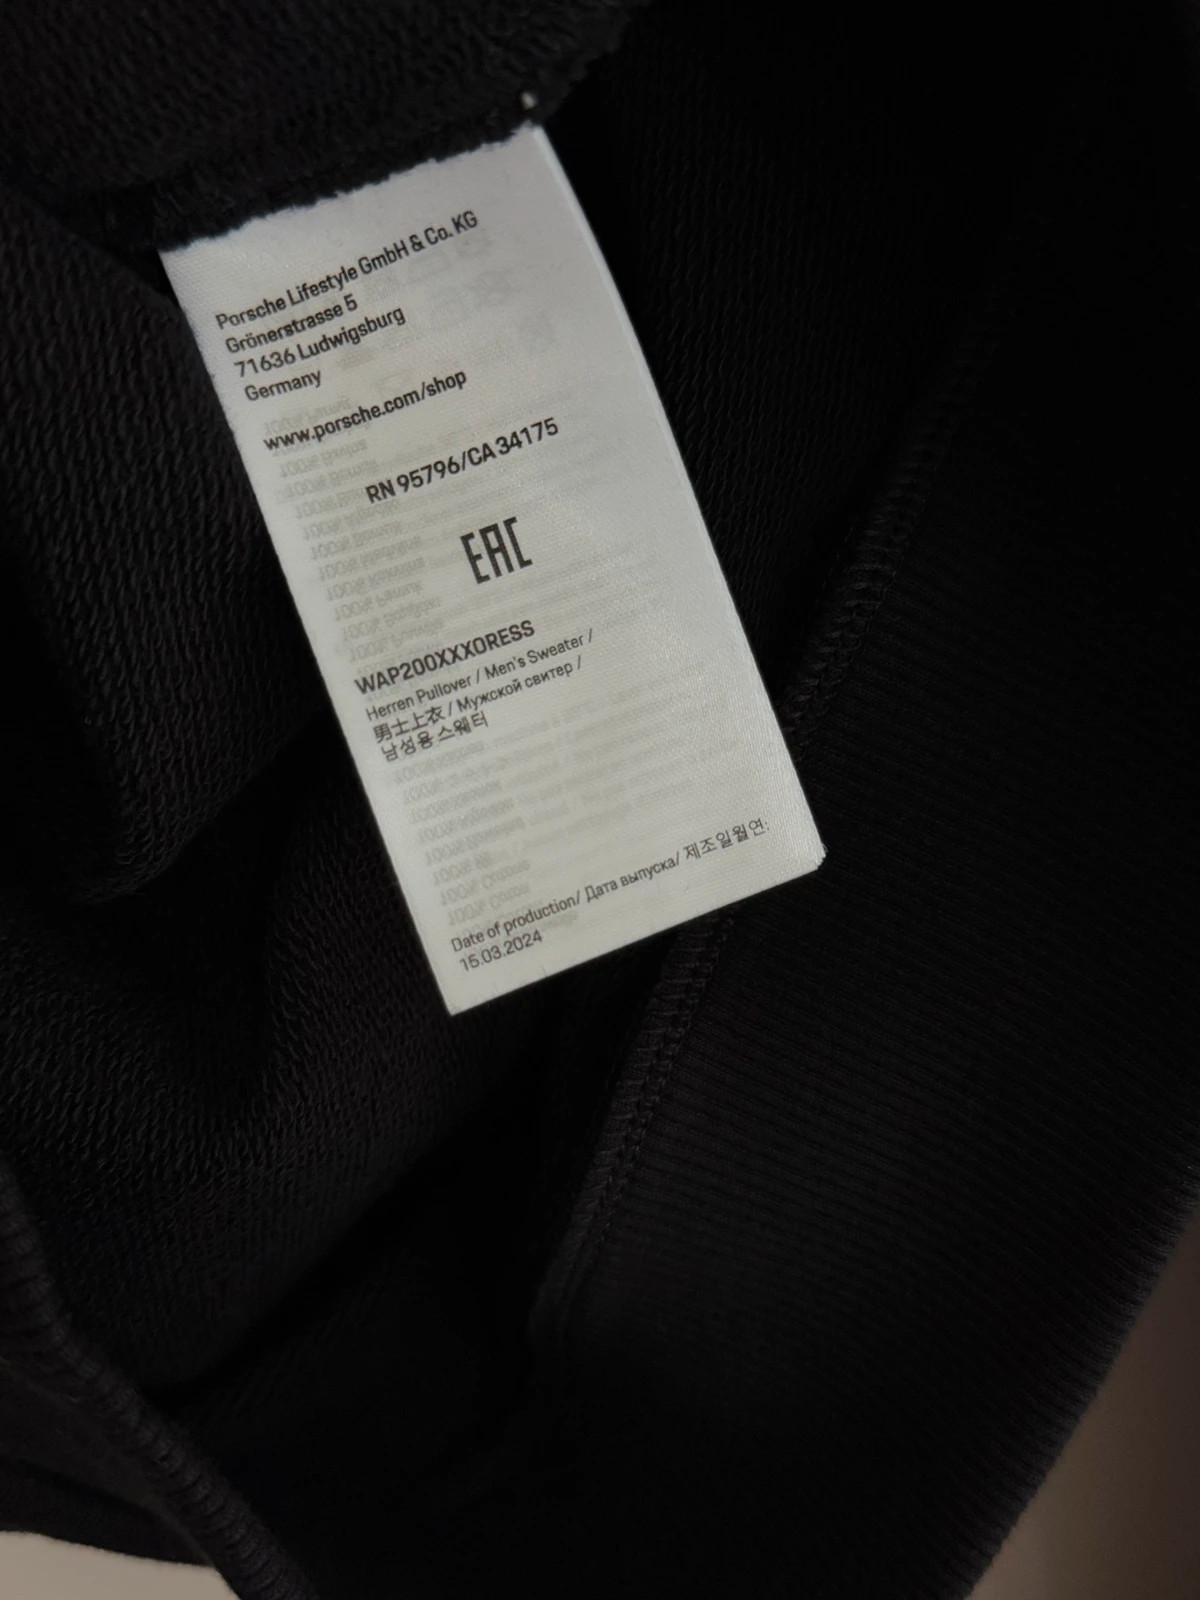 Porsche Lifestyle GmbH & Co. KG
Grönerstrasse 5
71636 Ludwigsburg
Germany
www.porsche.com/shop
RN 95796/CA 34175
EAC
WAP200XXX0RESS
Herren Pullover / Men's Sweater /
男士上衣 / Мужской свитер /
남성용 스웨터
Date of production/ Дата выпуска/ 제조일월연:
15.03.2024